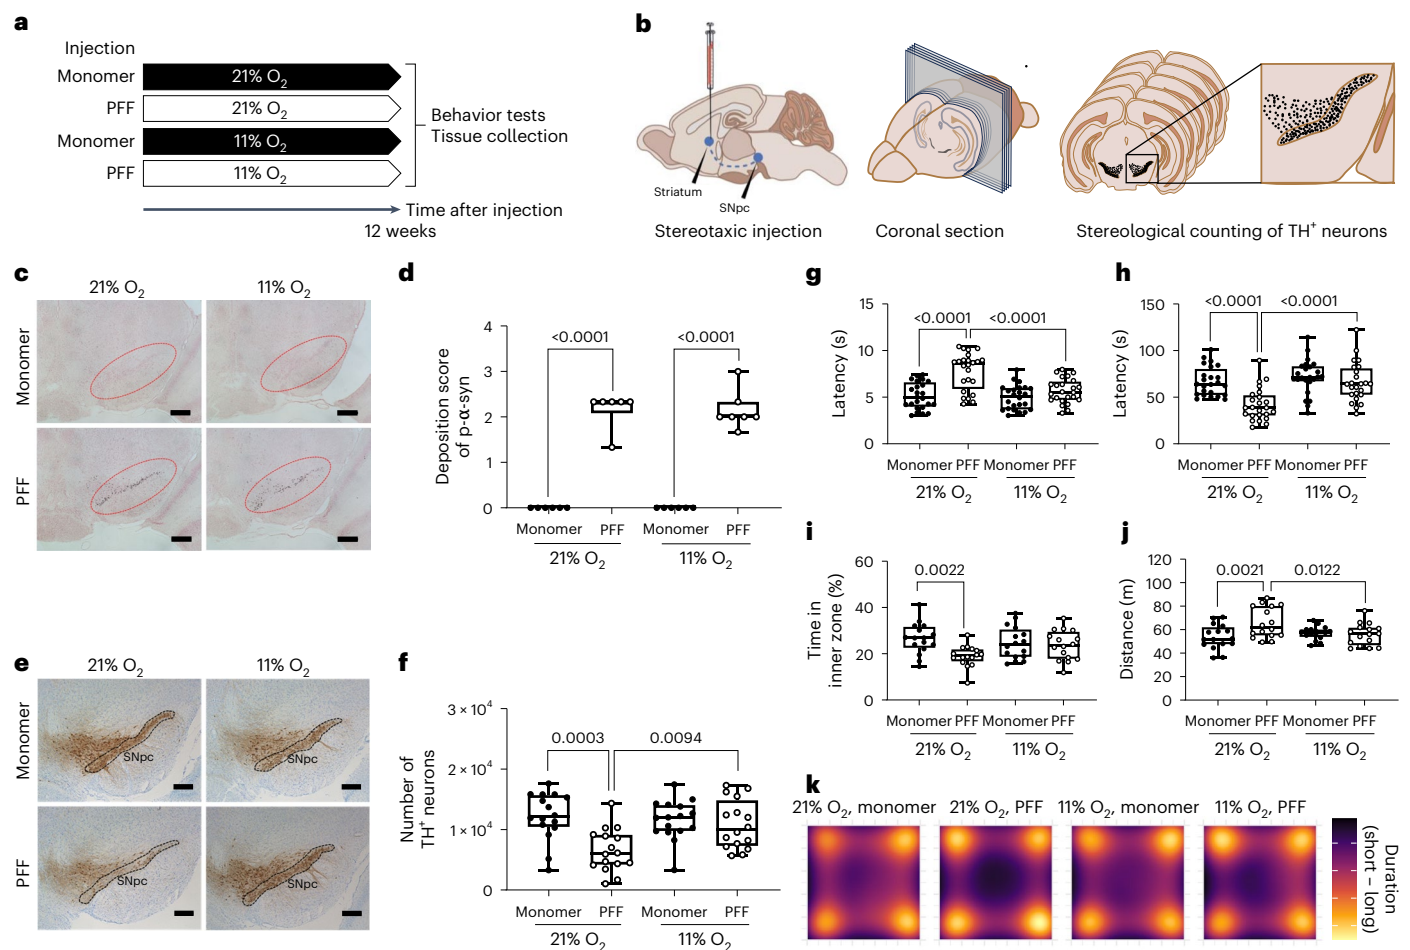 a
Injection
Monomer 21% O2
PFF 21% O2
Monomer 11% O2
PFF 11% O2
Behavior tests
Tissue collection
Time after injection
12 weeks
b
Striatum
SNpc
Stereotaxic injection
Coronal section
Stereological counting of TH+ neurons
c
21% O2 11% O2
Monomer
PFF
d
Deposition score
of p-α-syn
4
3
2
1
0
<0.0001 <0.0001
Monomer PFF Monomer PFF
21% O2 11% O2
e
21% O2 11% O2
Monomer
SNpc SNpc
PFF
SNpc SNpc
f
Number of
TH+ neurons
3 × 10⁴
2 × 10⁴
1 × 10⁴
0
0.0003 0.0094
Monomer PFF Monomer PFF
21% O2 11% O2
g
Latency (s)
15
10
5
0
<0.0001 <0.0001
Monomer PFF Monomer PFF
21% O2 11% O2
h
Latency (s)
150
100
50
0
<0.0001 <0.0001
Monomer PFF Monomer PFF
21% O2 11% O2
i
Time in
inner zone (%)
60
40
20
0
0.0022
Monomer PFF Monomer PFF
21% O2 11% O2
j
Distance (m)
120
100
80
60
40
20
0
0.0021 0.0122
Monomer PFF Monomer PFF
21% O2 11% O2
k
21% O2, monomer 21% O2, PFF 11% O2, monomer 11% O2, PFF
Duration
(short – long)